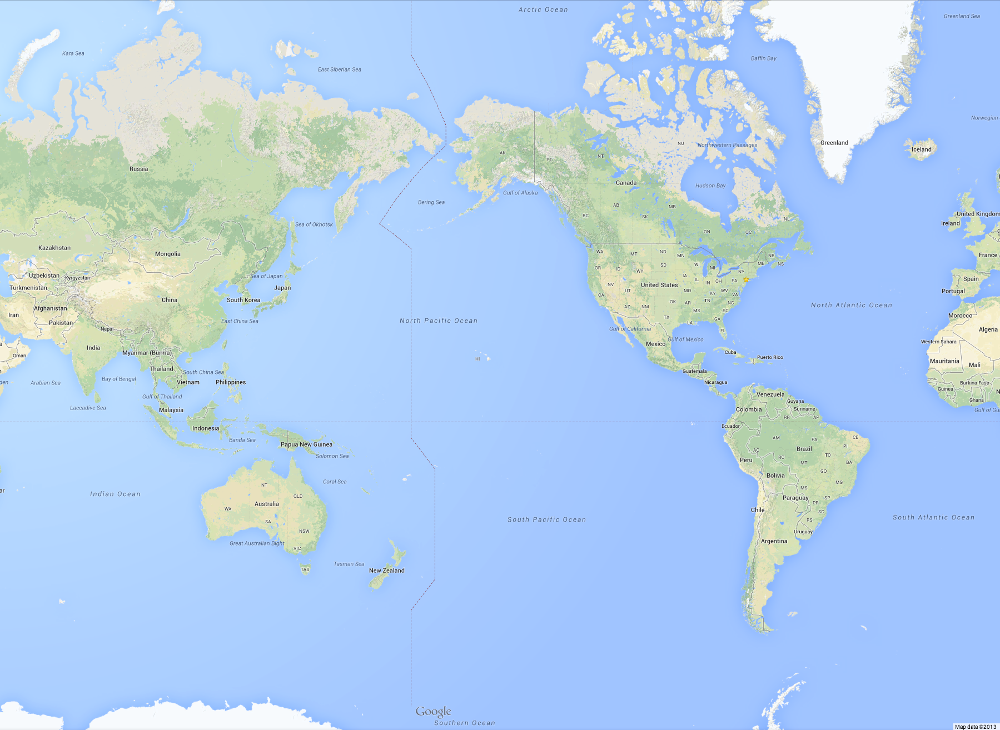 Arctic Ocean
Greenland Sea
Kara Sea
Baffin Bay
East Siberian Sea
Norwegian
NU
Northwestern Passages
Greenland
Iceland
AK
NT
YT
Russia
Canada
Hudson Bay
Gulf of Alaska
Bering Sea
AB
MB
BC
SK
NL
United Kingdom
Ireland
Sea of Okhotsk
ON
QC
G
Kazakhstan
Mongolia
WA
MT
ND
MN
NB
France
SD
WI
ME
NS
OR
ID
WY
MI
NY
Uzbekistan
Kyrgyzstan
Sea of Japan
IA
IL
IN
OH
PA
Spain
Turkmenistan
Japan
NV
UT
United States
MO
KY
WV
VA
Portugal
CA
China
South Korea
OK
AR
TN
NC
North Atlantic Ocean
Afghanistan
AZ
NM
MS
SC
Iran
Pakistan
East China Sea
North Pacific Ocean
TX
LA
GA
Morocco
Nepal
Gulf of California
FL
Algeria
India
Myanmar (Burma)
Mexico
Gulf of Mexico
Western Sahara
a
Oman
HI
Cuba
Puerto Rico
Mauritania
Mali
n
Thailand
South China Sea
Guatemala
den
Arabian Sea
Bay of Bengal
Vietnam
Philippines
Nicaragua
Burkina Faso
Guinea
Gulf of Thailand
Venezuela
Guyana
Ghana
N
Laccadive Sea
Malaysia
Colombia
Suriname
Gulf of Gui
RR
AP
Indonesia
Ecuador
Banda Sea
Papua New Guinea
AM
PA
CE
Solomon Sea
AC
Brazil
PI
Peru
RO
MT
TO
BA
Coral Sea
Bolivia
GO
NT
MG
ar
Indian Ocean
QLD
MS
Paraguay
SP
WA
Australia
Chile
PR
SC
SA
South Pacific Ocean
RS
South Atlantic Ocean
NSW
Uruguay
Great Australian Bight
Argentina
VIC
Tasman Sea
TAS
New Zealand
Google
Southern Ocean
Map data ©2013